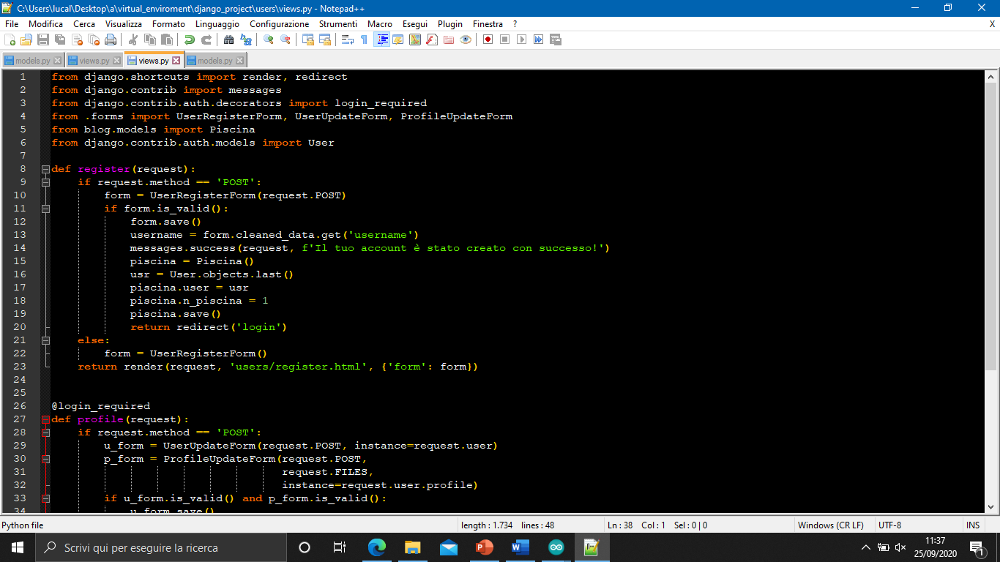 C:\Users\lucal\Desktop\a\virtual_enviroment\django_project\users\views.py - Notepad++
File Modifica Cerca Visualizza Formato Linguaggio Configurazione Strumenti Macro Esegui Plugin Finestra ? X
models.py views.py views.py models.py
1 from django.shortcuts import render, redirect
2 from django.contrib import messages
3 from django.contrib.auth.decorators import login_required
4 from .forms import UserRegisterForm, UserUpdateForm, ProfileUpdateForm
5 from blog.models import Piscina
6 from django.contrib.auth.models import User
7
8 def register(request):
9 if request.method == 'POST':
10 form = UserRegisterForm(request.POST)
11 if form.is_valid():
12 form.save()
13 username = form.cleaned_data.get('username')
14 messages.success(request, f'Il tuo account è stato creato con successo!')
15 piscina = Piscina()
16 usr = User.objects.last()
17 piscina.user = usr
18 piscina.n_piscina = 1
19 piscina.save()
20 return redirect('login')
21 else:
22 form = UserRegisterForm()
23 return render(request, 'users/register.html', {'form': form})
24
25
26 @login_required
27 def profile(request):
28 if request.method == 'POST':
29 u_form = UserUpdateForm(request.POST, instance=request.user)
30 p_form = ProfileUpdateForm(request.POST,
31 request.FILES,
32 instance=request.user.profile)
33 if u_form.is_valid() and p_form.is_valid():
34 u_form.save()
Python file length : 1.734 lines : 48 Ln : 38 Col : 1 Sel : 0 | 0 Windows (CR LF) UTF-8 INS
Scrivi qui per eseguire la ricerca
11:37
25/09/2020
1